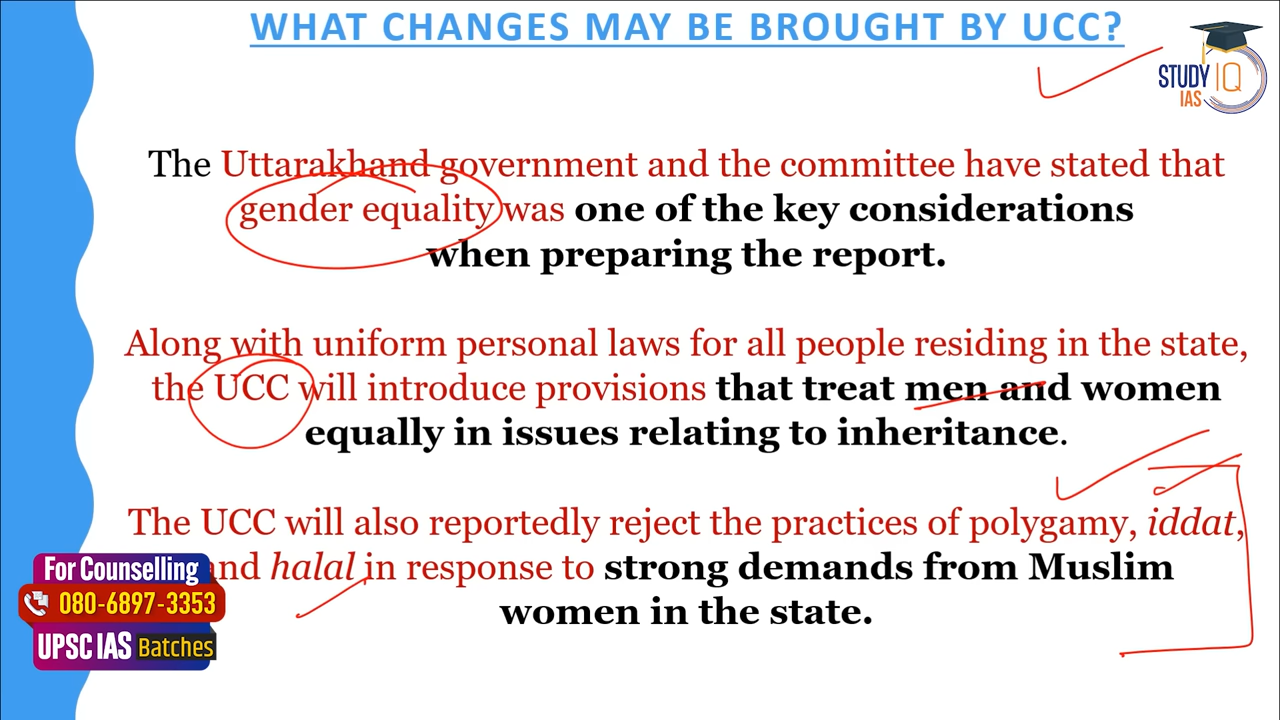 WHAT CHANGES MAY BE BROUGHT BY UCC?
STUDY IQ
IAS
The Uttarakhand government and the committee have stated that
gender equality was one of the key considerations
when preparing the report.
Along with uniform personal laws for all people residing in the state,
the UCC will introduce provisions that treat men and women
equally in issues relating to inheritance.
The UCC will also reportedly reject the practices of polygamy, iddat,
and halal in response to strong demands from Muslim
women in the state.
For Counselling
080-6897-3353
UPSC IAS Batches